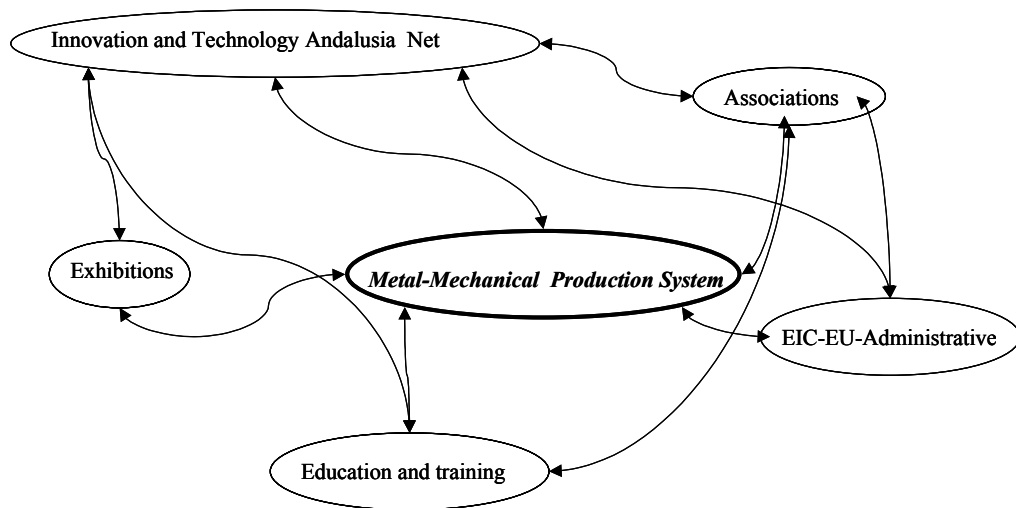 Innovation and Technology Andalusia Net
Associations
Exhibitions
Metal-Mechanical Production System
EIC-EU-Administrative
Education and training